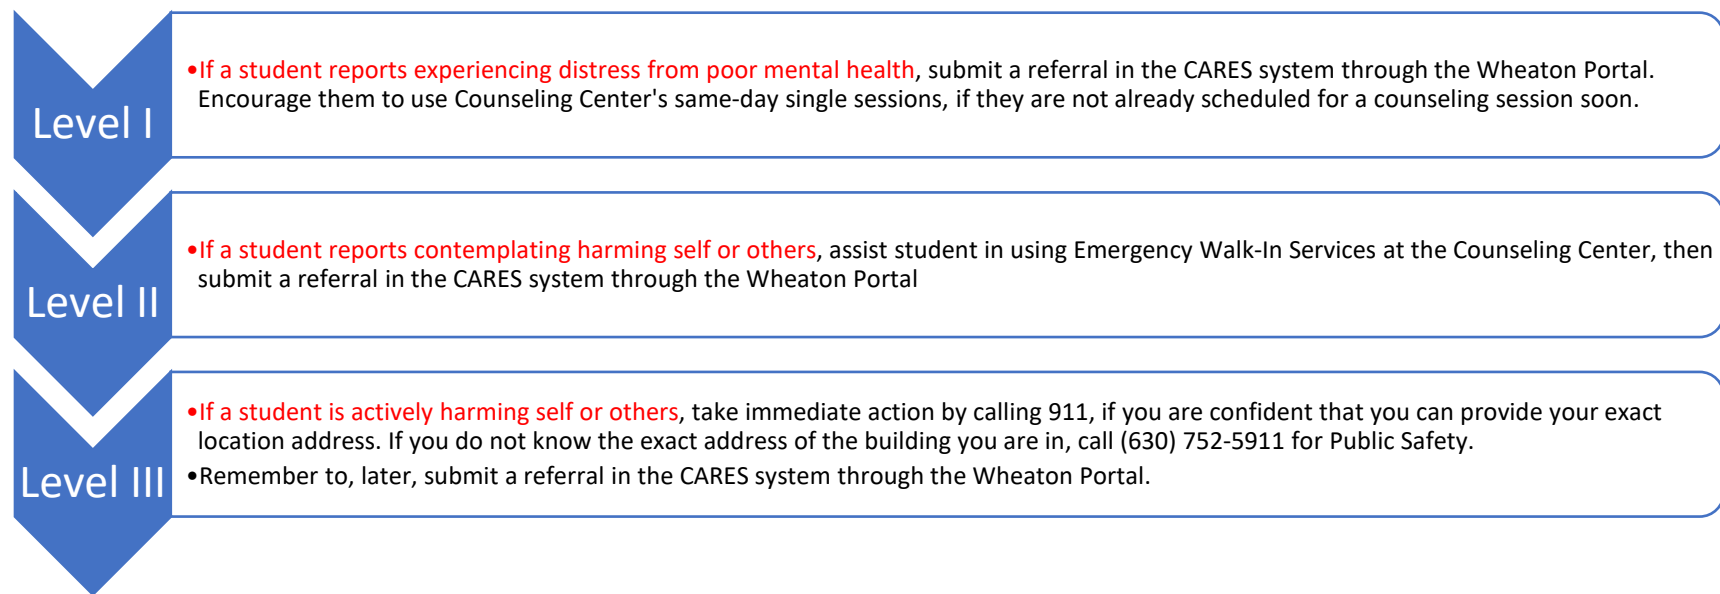 Level I
•If a student reports experiencing distress from poor mental health, submit a referral in the CARES system through the Wheaton Portal.
Encourage them to use Counseling Center's same-day single sessions, if they are not already scheduled for a counseling session soon.
Level II
•If a student reports contemplating harming self or others, assist student in using Emergency Walk-In Services at the Counseling Center, then
submit a referral in the CARES system through the Wheaton Portal
Level III
•If a student is actively harming self or others, take immediate action by calling 911, if you are confident that you can provide your exact
location address. If you do not know the exact address of the building you are in, call (630) 752-5911 for Public Safety.
•Remember to, later, submit a referral in the CARES system through the Wheaton Portal.